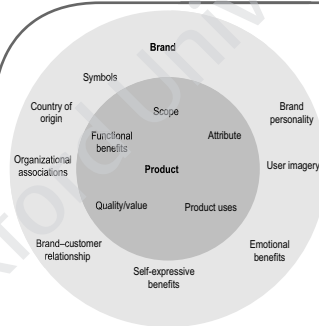 Brand
Symbols
Scope
Country of
origin
Brand
personality
Functional
benefits
Attribute
Organizational
associations
Product
User imagery
Quality/value
Product uses
Brand–customer
relationship
Emotional
benefits
Self-expressive
benefits